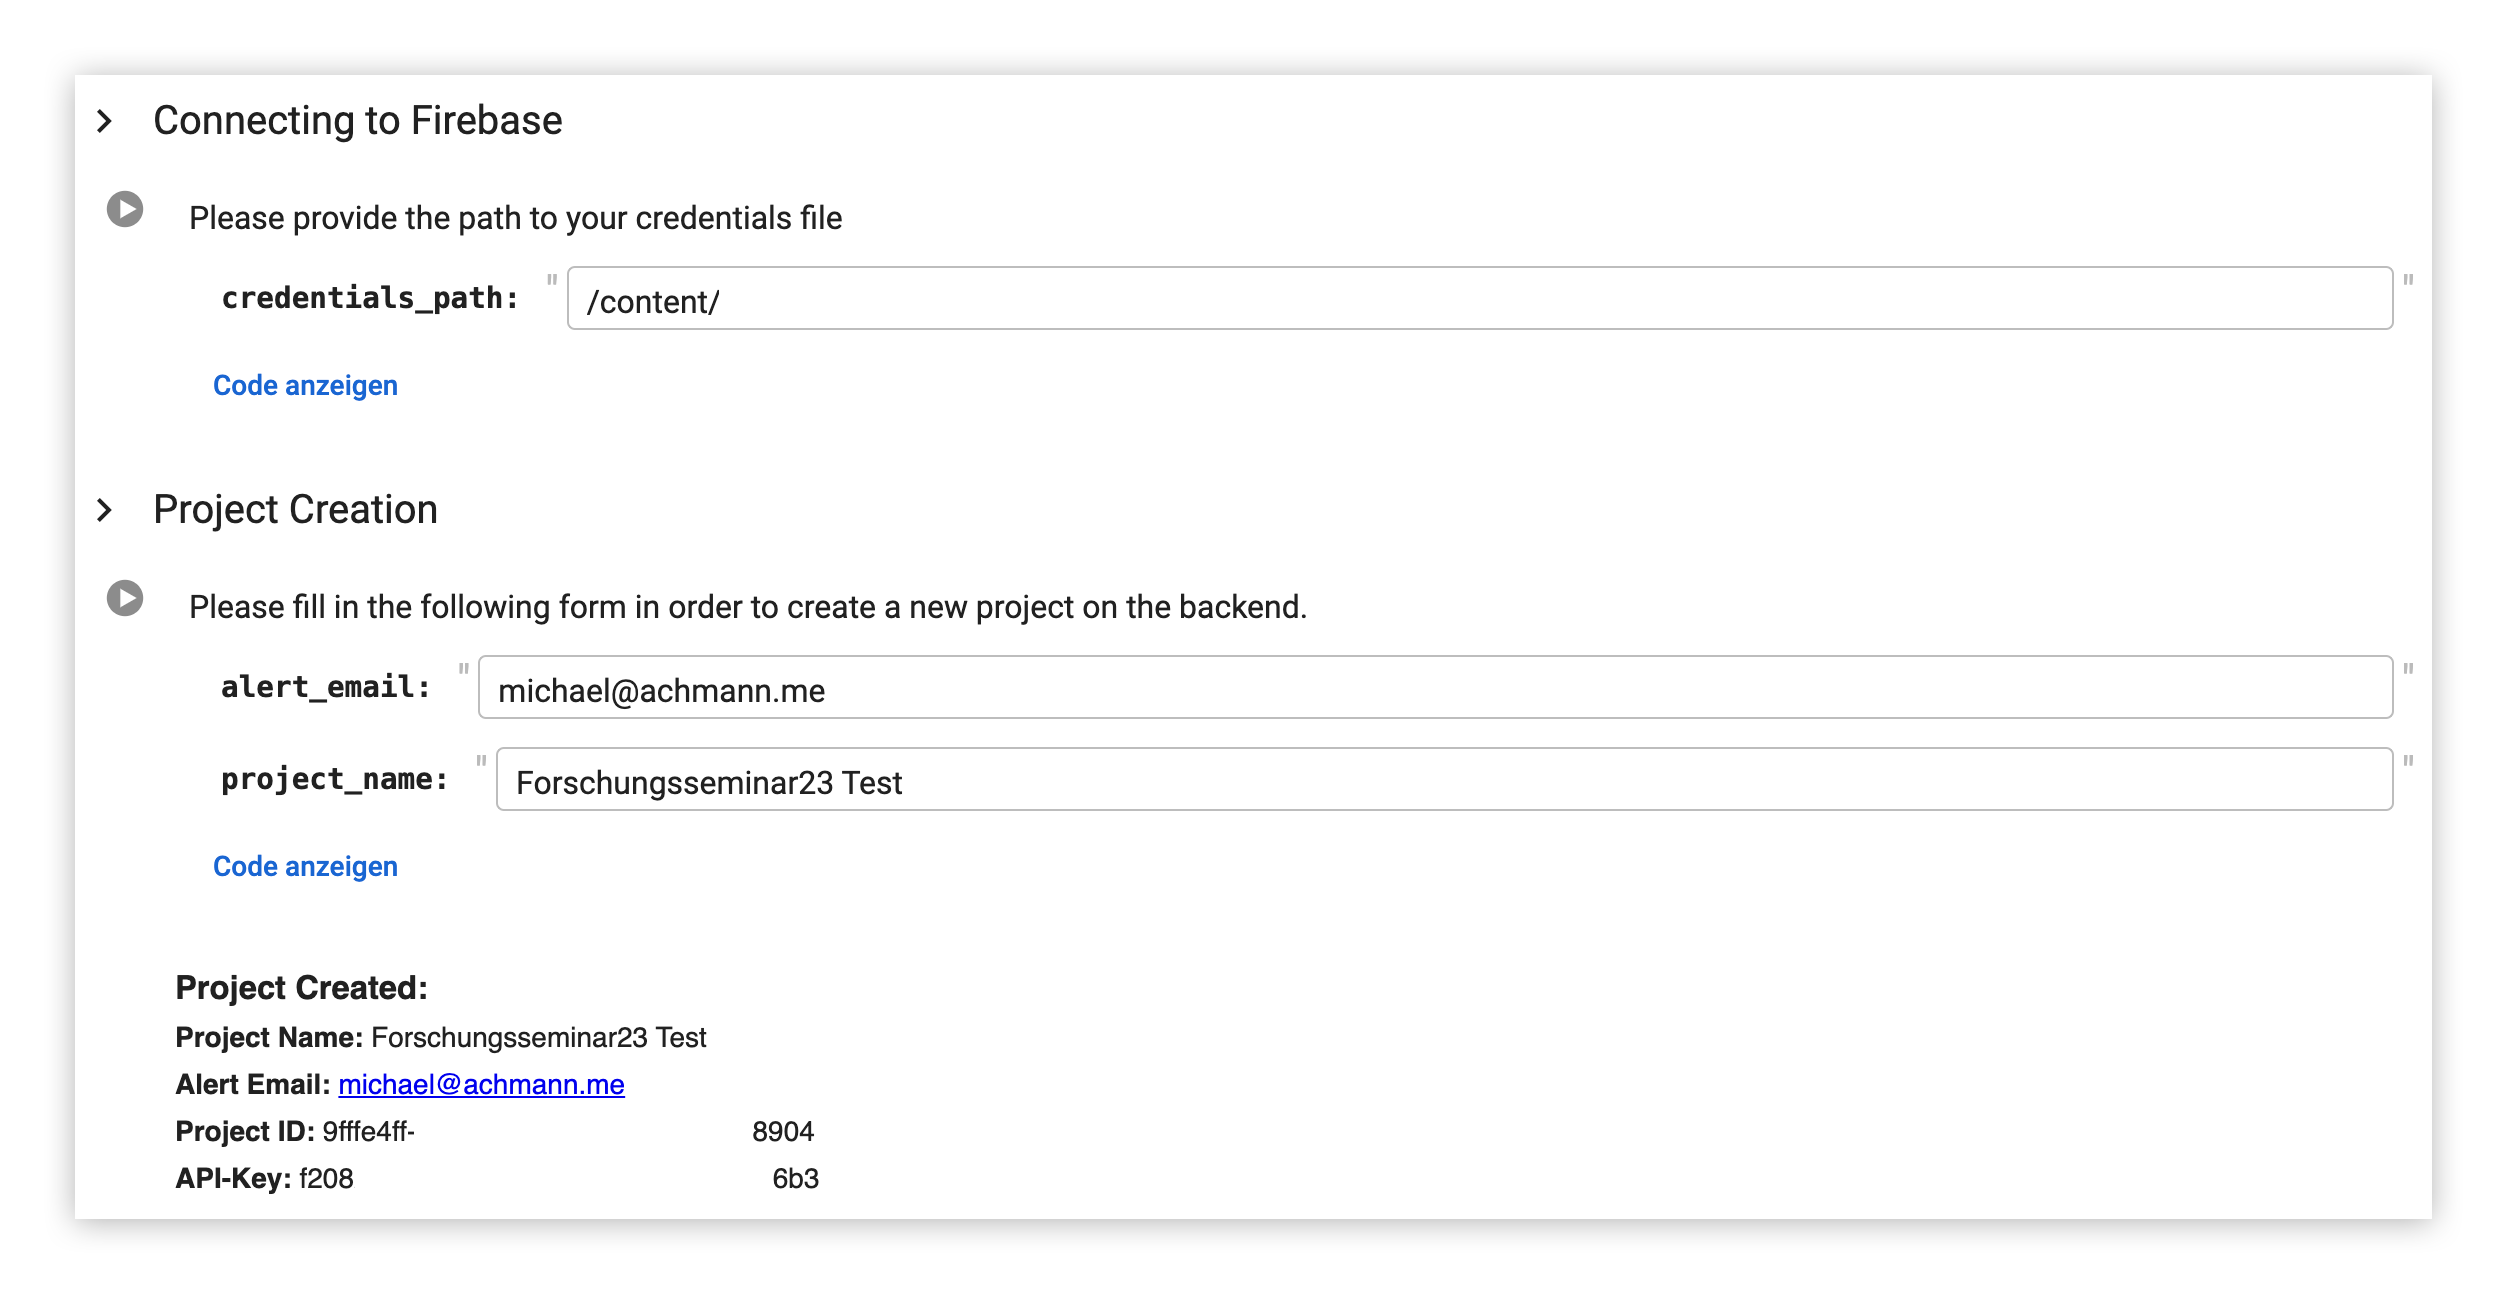 Connecting to Firebase
Please provide the path to your credentials file
credentials_path: " /content/ "
Code anzeigen
Project Creation
Please fill in the following form in order to create a new project on the backend.
alert_email: " michael@achmann.me "
project_name: " Forschungsseminar23 Test "
Code anzeigen
Project Created:
Project Name: Forschungsseminar23 Test
Alert Email: michael@achmann.me
Project ID: 9fffe4ff- 8904
API-Key: f208 6b3